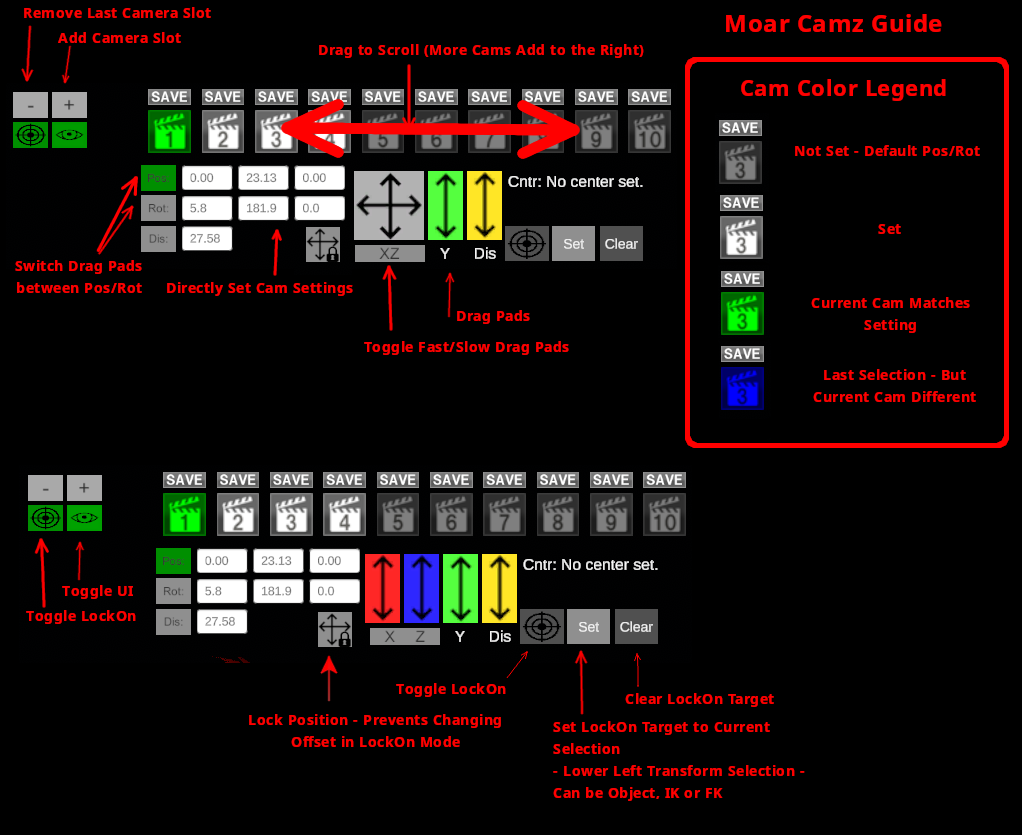 Remove Last Camera Slot
Moar Camz Guide
Add Camera Slot
Drag to Scroll (More Cams Add to the Right)
- +
SAVE SAVE SAVE SAVE SAVE SAVE SAVE SAVE SAVE SAVE
1 2 3 4 5 6 7 9 10
Pos: 0.00 23.13 0.00
Rot: 5.8 181.9 0.0
Dis: 27.58
XZ Y Dis
Cntr: No center set.
Set Clear
Switch Drag Pads
between Pos/Rot
Directly Set Cam Settings
Drag Pads
Toggle Fast/Slow Drag Pads
Cam Color Legend
SAVE
3
Not Set - Default Pos/Rot
SAVE
3
Set
SAVE
3
Current Cam Matches
Setting
SAVE
3
Last Selection - But
Current Cam Different
- +
SAVE SAVE SAVE SAVE SAVE SAVE SAVE SAVE SAVE SAVE
1 2 3 4 5 6 7 8 9 10
Pos: 0.00 23.13 0.00
Rot: 5.8 181.9 0.0
Dis: 27.58
X Z Y Dis
Cntr: No center set.
Set Clear
Toggle UI
Toggle LockOn
Lock Position - Prevents Changing
Offset in LockOn Mode
Toggle LockOn
Clear LockOn Target
Set LockOn Target to Current
Selection
- Lower Left Transform Selection -
Can be Object, IK or FK